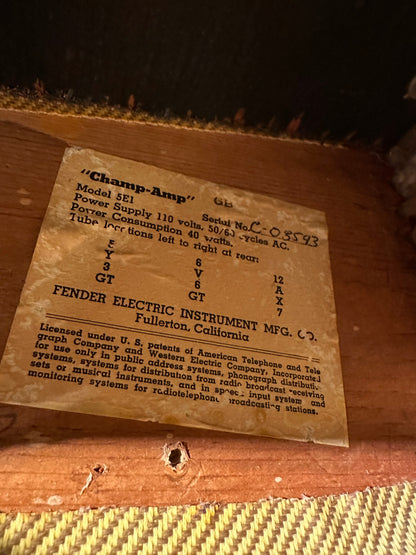 "Champ-Amp" GB
Model 5E1 Serial No. C-03593
Power Supply 110 volts, 50/60 cycles AC.
Power Consumption 40 watts.
Tube locations left to right at rear:
5 6 12
Y V A
3 6 X
GT GT 7
FENDER ELECTRIC INSTRUMENT MFG. CO.
Fullerton, California
Licensed under U. S. patents of American Telephone and Tele
graph Company and Western Electric Company, Incorporated
for use only in public address systems, phonograph distributi
systems, systems for distribution from radio broadcast receiving
sets or musical instruments, and in speech input system and
monitoring systems for radiotelephone broadcasting stations.